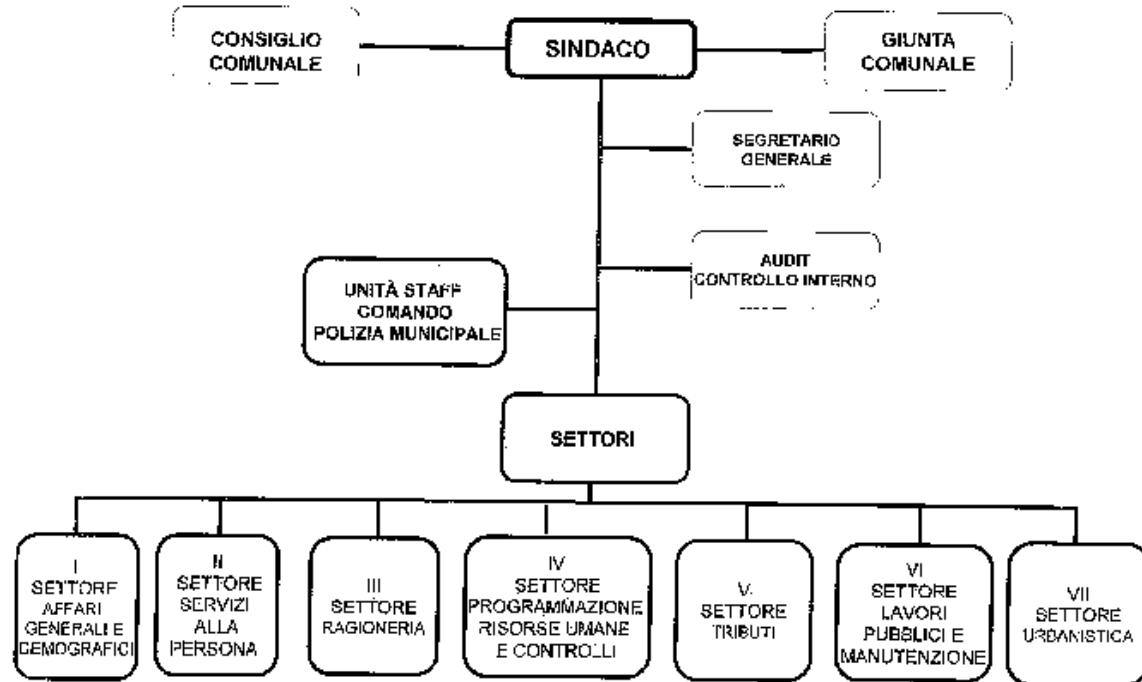 CONSIGLIO
COMUNALE
SINDACO
GIUNTA
COMUNALE
SEGRETARIO
GENERALE
AUDIT
CONTROLLO INTERNO
UNITÀ STAFF
COMANDO
POLIZIA MUNICIPALE
SETTORI
I
SETTORE
AFFARI
GENERALI E
DEMOGRAFICI
II
SETTORE
SERVIZI
ALLA
PERSONA
III
SETTORE
RAGIONERIA
IV
SETTORE
PROGRAMMAZIONE
RISORSE UMANE
E CONTROLLI
V
SETTORE
TRIBUTI
VI
SETTORE
LAVORI
PUBBLICI E
MANUTENZIONE
VII
SETTORE
URBANISTICA